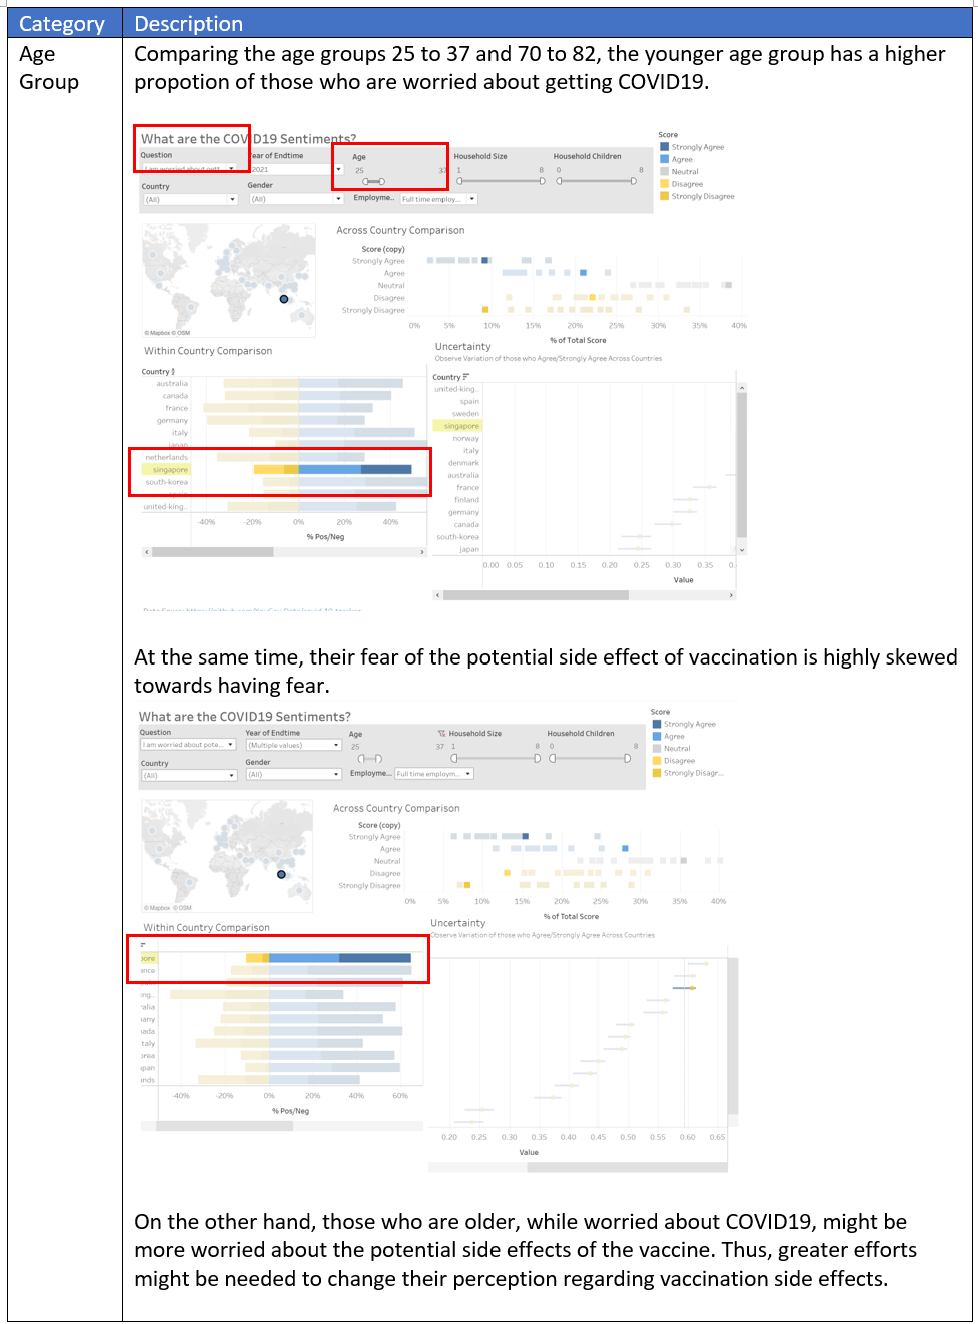 Category Description
Age Group
Comparing the age groups 25 to 37 and 70 to 82, the younger age group has a higher
propotion of those who are worried about getting COVID19.
What are the COVID19 Sentiments?
Question Year of Endtime Age Household Size Household Children
I am worried about gett... 2021 25 37 1 8 0 8
Country Gender Employme.. Full time employ...
(All) (All)
Score
Strongly Agree
Agree
Neutral
Disagree
Strongly Disagree
Across Country Comparison
Score (copy)
Strongly Agree
Agree
Neutral
Disagree
Strongly Disagree
0% 5% 10% 15% 20% 25% 30% 35% 40%
% of Total Score
© Mapbox © OSM
Within Country Comparison
Country
australia
canada
france
germany
italy
japan
netherlands
singapore
south-korea
united-king..
-40% -20% 0% 20% 40%
% Pos/Neg
Uncertainty
Observe Variation of those who Agree/Strongly Agree Across Countries
Country
united-king..
spain
sweden
singapore
norway
italy
denmark
australia
france
finland
germany
canada
south-korea
japan
0.00 0.05 0.10 0.15 0.20 0.25 0.30 0.35 0.
Value
At the same time, their fear of the potential side effect of vaccination is highly skewed
towards having fear.
What are the COVID19 Sentiments?
Question Year of Endtime Age Household Size Household Children
I am worried about pote... (Multiple values) 25 37 1 8 0 8
Country Gender Employme... Full time employm...
(All) (All)
Score
Strongly Agree
Agree
Neutral
Disagree
Strongly Disagr...
Across Country Comparison
Score (copy)
Strongly Agree
Agree
Neutral
Disagree
Strongly Disagree
0% 5% 10% 15% 20% 25% 30% 35% 40%
% of Total Score
© Mapbox © OSM
Within Country Comparison
pore
ance
ng..
ralia
any
ada
taly
orea
pan
ands
-40% -20% 0% 20% 40% 60%
% Pos/Neg
Uncertainty
Observe Variation of those who Agree/Strongly Agree Across Countries
0.20 0.25 0.30 0.35 0.40 0.45 0.50 0.55 0.60 0.65
Value
On the other hand, those who are older, while worried about COVID19, might be
more worried about the potential side effects of the vaccine. Thus, greater efforts
might be needed to change their perception regarding vaccination side effects.